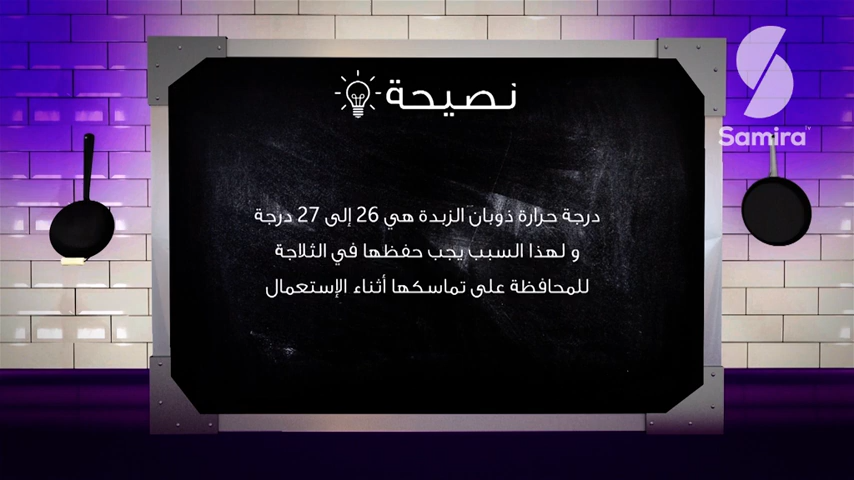 نصيحة
Samira tv
درجة حرارة ذوبان الزبدة هي 26 إلى 27 درجة
و لهذا السبب يجب حفظها في الثلاجة
للمحافظة على تماسكها أثناء الإستعمال